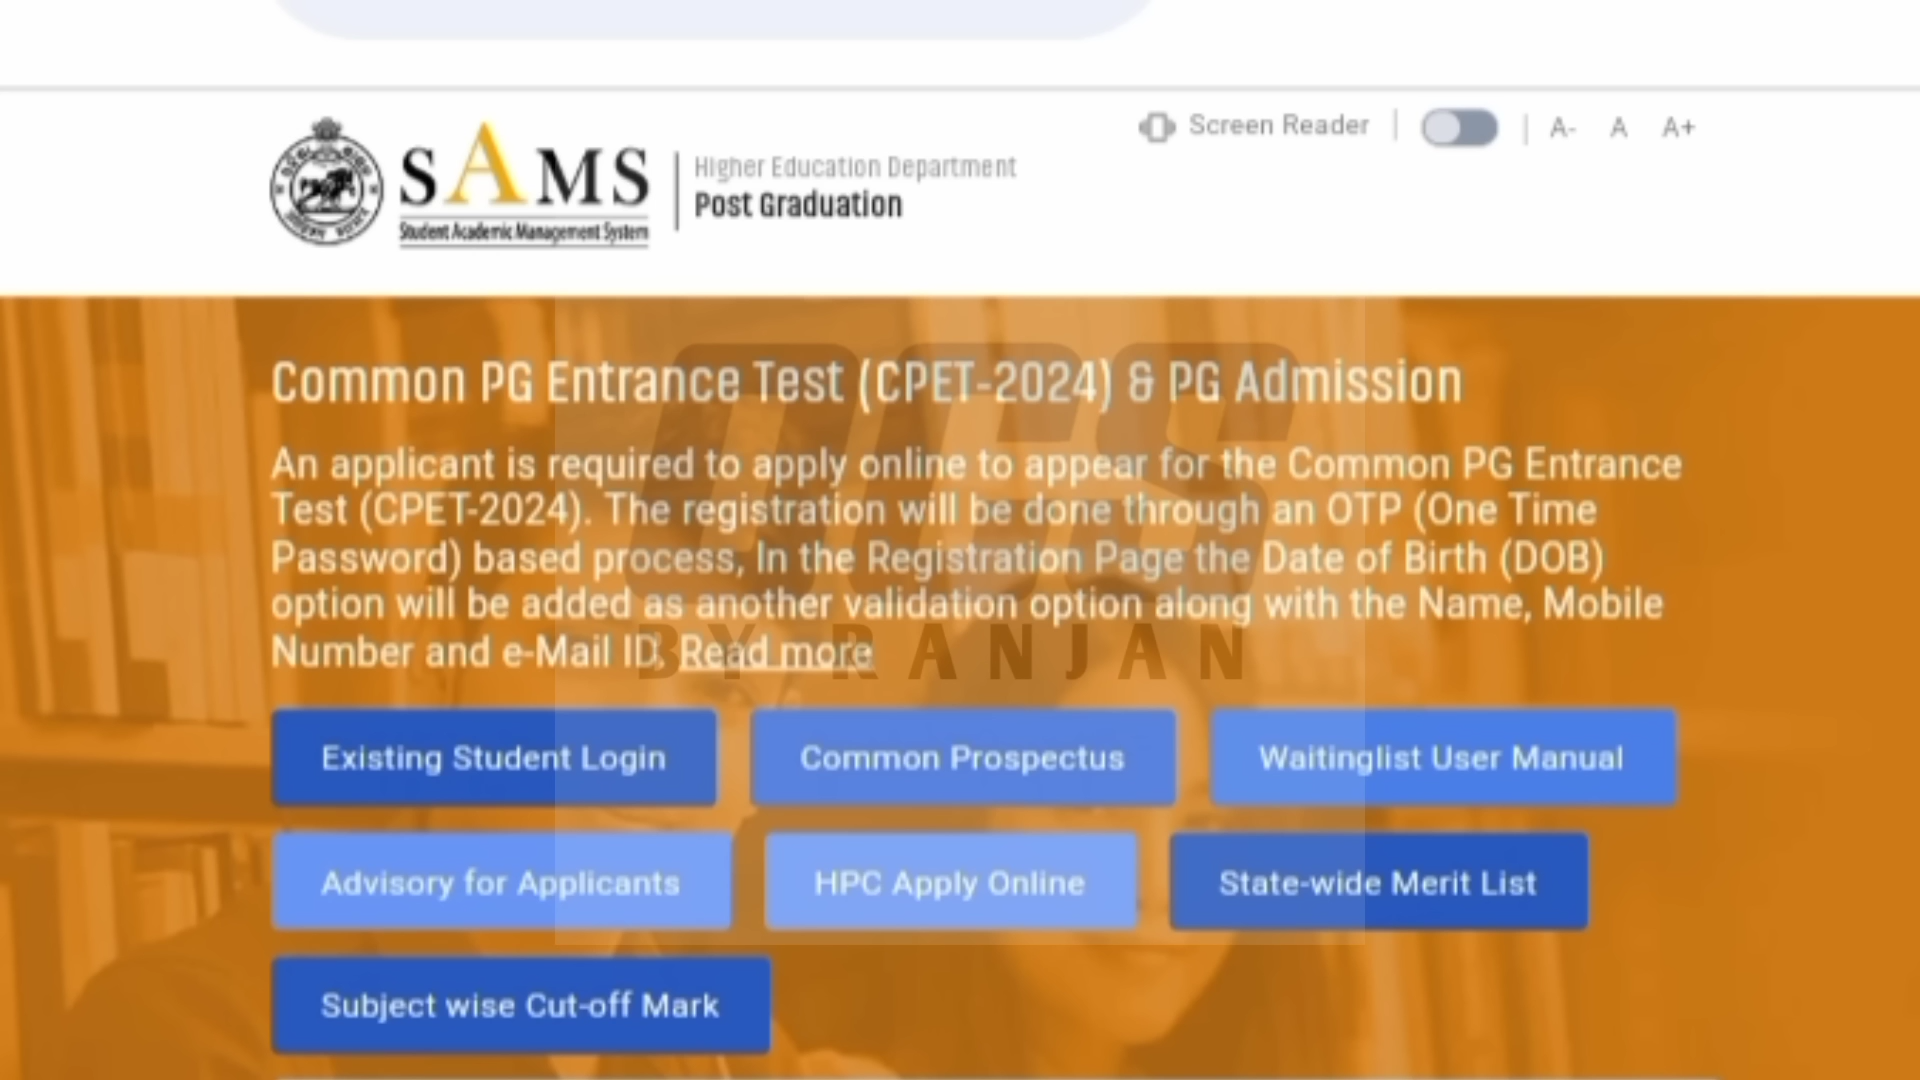 Screen Reader | | A- A A+
SAMS
Student Academic Management System
Higher Education Department
Post Graduation
Common PG Entrance Test (CPET-2024) & PG Admission
An applicant is required to apply online to appear for the Common PG Entrance
Test (CPET-2024). The registration will be done through an OTP (One Time
Password) based process, In the Registration Page the Date of Birth (DOB)
option will be added as another validation option along with the Name, Mobile
Number and e-Mail ID, Read more
BY RANJAN
Existing Student Login
Common Prospectus
Waitinglist User Manual
Advisory for Applicants
HPC Apply Online
State-wide Merit List
Subject wise Cut-off Mark